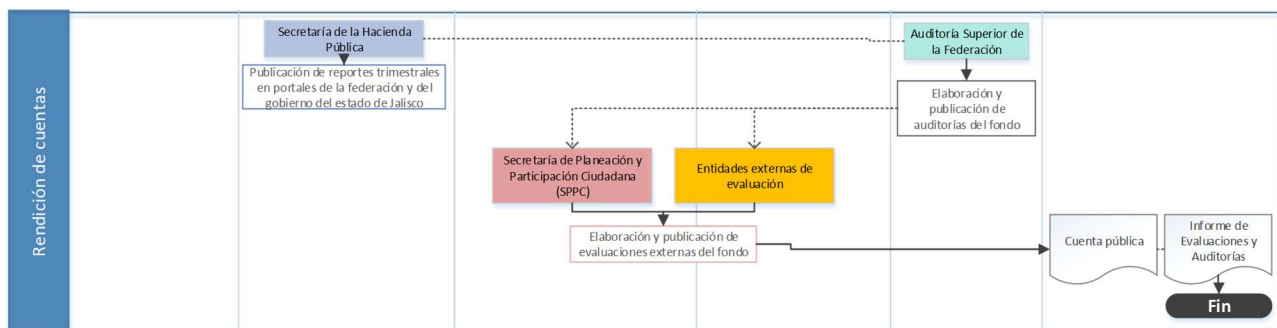 Rendición de cuentas
Secretaría de la Hacienda
Pública
Publicación de reportes trimestrales
en portales de la federación y del
gobierno del estado de Jalisco
Auditoría Superior de
la Federación
Elaboración y
publicación de
auditorías del fondo
Secretaría de Planeación y
Participación Ciudadana
(SPPC)
Entidades externas de
evaluación
Elaboración y publicación de
evaluaciones externas del fondo
Cuenta pública
Informe de
Evaluaciones y
Auditorías
Fin